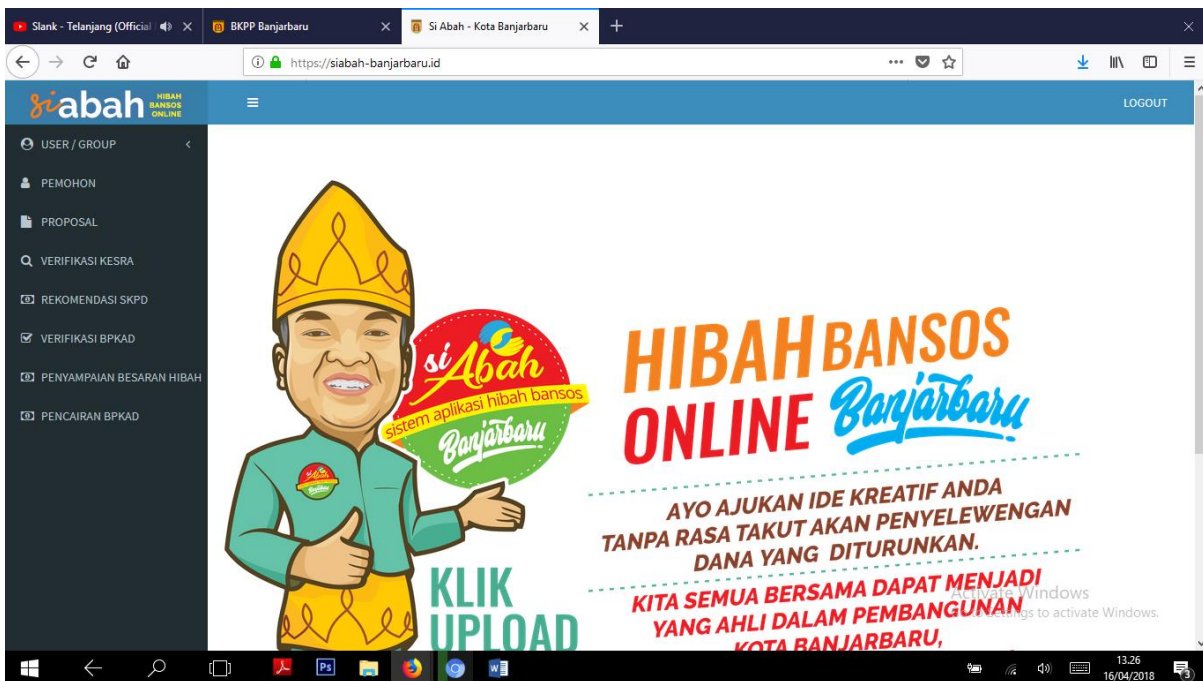 Slank - Telanjang (Official
BKPP Banjarbaru
Si Abah - Kota Banjarbaru
https://siabah-banjarbaru.id
siabah HIBAH BANSOS ONLINE
LOGOUT
USER / GROUP
PEMOHON
PROPOSAL
VERIFIKASI KESRA
REKOMENDASI SKPD
VERIFIKASI BPKAD
PENYAMPAIAN BESARAN HIBAH
PENCAIRAN BPKAD
si Abah
sistem aplikasi hibah bansos
Banjarbaru
KLIK
UPLOAD
HIBAH BANSOS
ONLINE Banjarbaru
AYO AJUKAN IDE KREATIF ANDA
TANPA RASA TAKUT AKAN PENYELEWENGAN
DANA YANG DITURUNKAN.
KITA SEMUA BERSAMA DAPAT MENJADI
YANG AHLI DALAM PEMBANGUNAN
KOTA BANJARBARU,
Activate Windows
to activate Windows.
Ps
13.26
16/04/2018
3